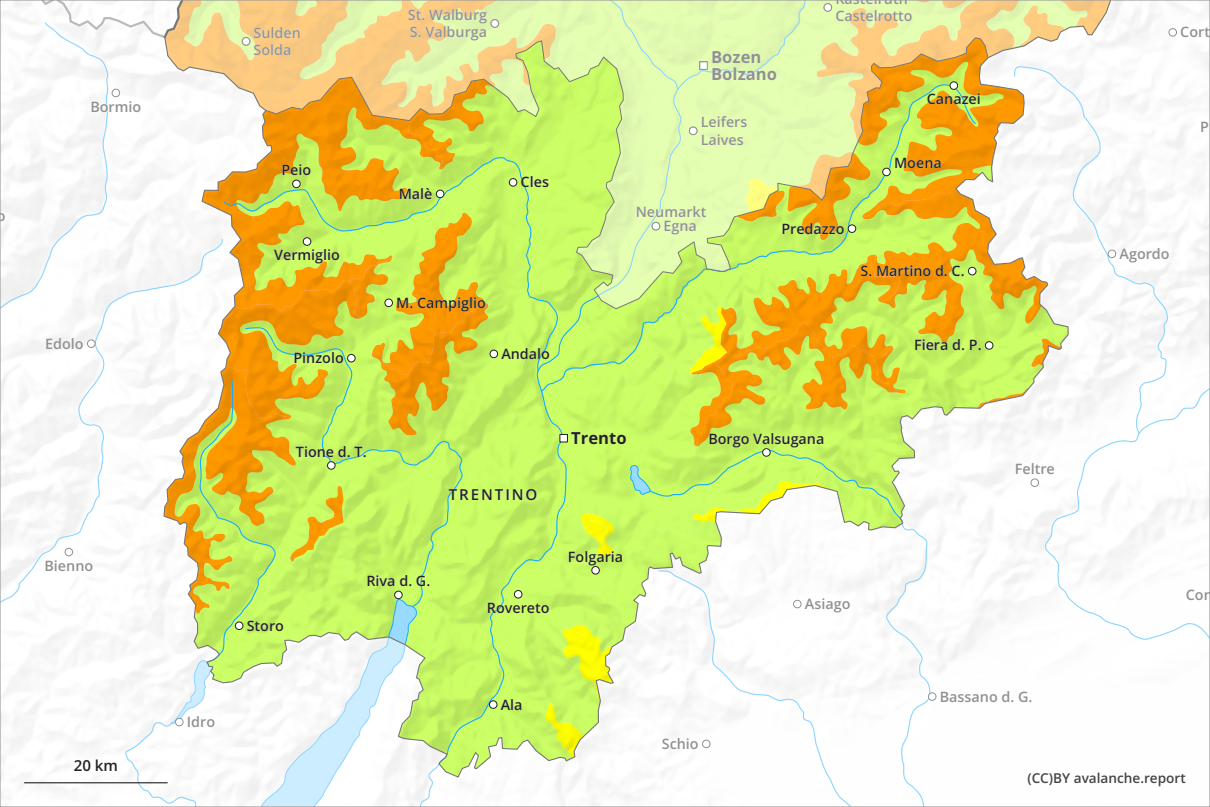 St. Walburg
S. Valburga
Kastelruth
Castelrotto
Sulden
Solda
Cort
Bozen
Bolzano
Bormio
Canazei
Leifers
Laives
P
Moena
Peio
Malè
Cles
Neumarkt
Egna
Predazzo
Vermiglio
Agordo
S. Martino d. C.
M. Campiglio
Edolo
Pinzolo
Andalo
Fiera d. P.
Trento
Borgo Valsugana
Tione d. T.
Feltre
TRENTINO
Bienno
Folgaria
Riva d. G.
Cor
Rovereto
Asiago
Storo
Bassano d. G.
Ala
Idro
Schio
20 km
(CC)BY avalanche.report